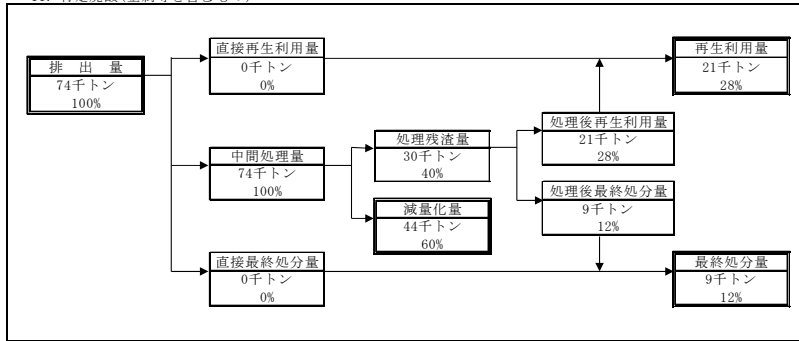 直接再生利用量
0千トン
0%
再生利用量
21千トン
28%
排 出 量
74千トン
100%
中間処理量
74千トン
100%
処理残渣量
30千トン
40%
処理後再生利用量
21千トン
28%
減量化量
44千トン
60%
処理後最終処分量
9千トン
12%
直接最終処分量
0千トン
0%
最終処分量
9千トン
12%